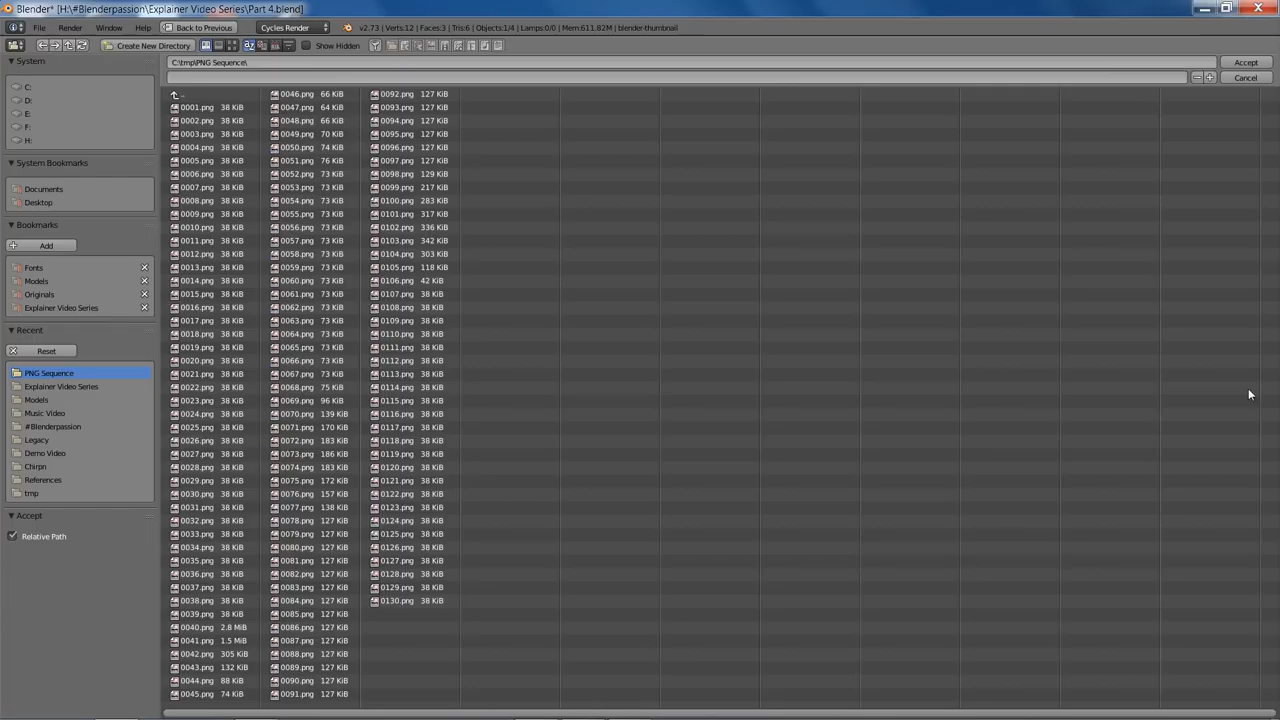 Blender* [H:\#Blenderpassion\Explainer Video Series\Part 4.blend]
File Render Window Help Back to Previous Cycles Render v2.73 | Verts:12 | Faces:3 | Tris:6 | Objects:1/4 | Lamps:0/0 | Mem:611.82M | blender-thumbnail
Create New Directory Show Hidden
System
C:
D:
E:
F:
H:
System Bookmarks
Documents
Desktop
Bookmarks
Add
Fonts
Models
Originals
Explainer Video Series
Recent
Reset
PNG Sequence
Explainer Video Series
Models
Music Video
#Blenderpassion
Legacy
Demo Video
Chirpn
References
tmp
Accept
Relative Path
C:\tmp\PNG Sequence\ Accept
Cancel
..
0001.png 38 KiB
0002.png 38 KiB
0003.png 38 KiB
0004.png 38 KiB
0005.png 38 KiB
0006.png 38 KiB
0007.png 38 KiB
0008.png 38 KiB
0009.png 38 KiB
0010.png 38 KiB
0011.png 38 KiB
0012.png 38 KiB
0013.png 38 KiB
0014.png 38 KiB
0015.png 38 KiB
0016.png 38 KiB
0017.png 38 KiB
0018.png 38 KiB
0019.png 38 KiB
0020.png 38 KiB
0021.png 38 KiB
0022.png 38 KiB
0023.png 38 KiB
0024.png 38 KiB
0025.png 38 KiB
0026.png 38 KiB
0027.png 38 KiB
0028.png 38 KiB
0029.png 38 KiB
0030.png 38 KiB
0031.png 38 KiB
0032.png 38 KiB
0033.png 38 KiB
0034.png 38 KiB
0035.png 38 KiB
0036.png 38 KiB
0037.png 38 KiB
0038.png 38 KiB
0039.png 38 KiB
0040.png 2.8 MiB
0041.png 1.5 MiB
0042.png 305 KiB
0043.png 132 KiB
0044.png 88 KiB
0045.png 74 KiB
0046.png 66 KiB
0047.png 64 KiB
0048.png 66 KiB
0049.png 70 KiB
0050.png 74 KiB
0051.png 76 KiB
0052.png 73 KiB
0053.png 73 KiB
0054.png 73 KiB
0055.png 73 KiB
0056.png 73 KiB
0057.png 73 KiB
0058.png 73 KiB
0059.png 73 KiB
0060.png 73 KiB
0061.png 73 KiB
0062.png 73 KiB
0063.png 73 KiB
0064.png 73 KiB
0065.png 73 KiB
0066.png 73 KiB
0067.png 73 KiB
0068.png 75 KiB
0069.png 96 KiB
0070.png 139 KiB
0071.png 170 KiB
0072.png 183 KiB
0073.png 186 KiB
0074.png 183 KiB
0075.png 172 KiB
0076.png 157 KiB
0077.png 138 KiB
0078.png 127 KiB
0079.png 127 KiB
0080.png 127 KiB
0081.png 127 KiB
0082.png 127 KiB
0083.png 127 KiB
0084.png 127 KiB
0085.png 127 KiB
0086.png 127 KiB
0087.png 127 KiB
0088.png 127 KiB
0089.png 127 KiB
0090.png 127 KiB
0091.png 127 KiB
0092.png 127 KiB
0093.png 127 KiB
0094.png 127 KiB
0095.png 127 KiB
0096.png 127 KiB
0097.png 127 KiB
0098.png 129 KiB
0099.png 217 KiB
0100.png 283 KiB
0101.png 317 KiB
0102.png 336 KiB
0103.png 342 KiB
0104.png 303 KiB
0105.png 118 KiB
0106.png 42 KiB
0107.png 38 KiB
0108.png 38 KiB
0109.png 38 KiB
0110.png 38 KiB
0111.png 38 KiB
0112.png 38 KiB
0113.png 38 KiB
0114.png 38 KiB
0115.png 38 KiB
0116.png 38 KiB
0117.png 38 KiB
0118.png 38 KiB
0119.png 38 KiB
0120.png 38 KiB
0121.png 38 KiB
0122.png 38 KiB
0123.png 38 KiB
0124.png 38 KiB
0125.png 38 KiB
0126.png 38 KiB
0127.png 38 KiB
0128.png 38 KiB
0129.png 38 KiB
0130.png 38 KiB